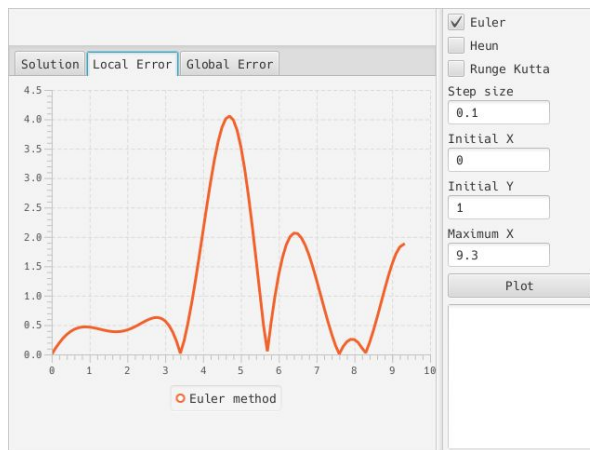 Solution Local Error Global Error
4.5
4.0
3.5
3.0
2.5
2.0
1.5
1.0
0.5
0.0
0 1 2 3 4 5 6 7 8 9 10
Euler method
Euler
Heun
Runge Kutta
Step size
0.1
Initial X
0
Initial Y
1
Maximum X
9.3
Plot